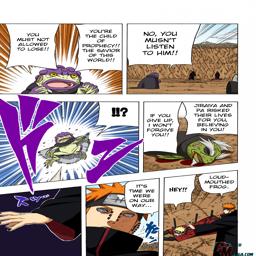 NO, YOU
MUSN'T
LISTEN
TO HIM!!
YOU'RE
THE CHILD
OF
PROPHECY!!
THE SAVIOR
OF THIS
WORLD!!
YOU MUST
NOT ALLOWED
TO LOSE!!
JIRAIYA
AND PA
RISKED
THEIR LIVES
FOR YOU,
BELIEVING
IN YOU!
IF YOU
GIVE UP,
I WON'T
FORGIVE
YOU!!
!!?
LOUD-
MOUTHED
FROG.
HEY!!
IT'S TIME
WE WERE
ON OUR
WAY...